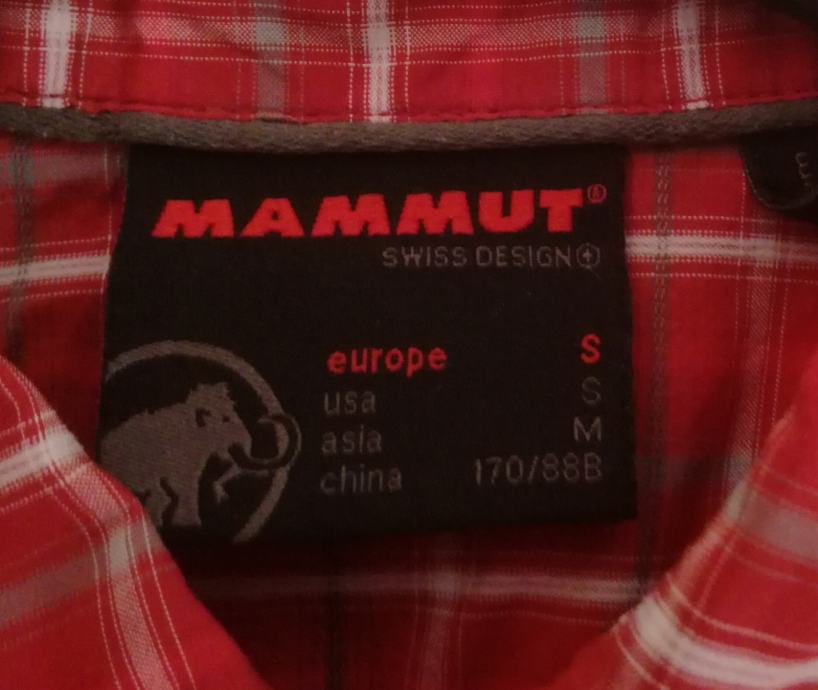 MAMMUT®
SWISS DESIGN
europe S
usa S
asia M
china 170/88B